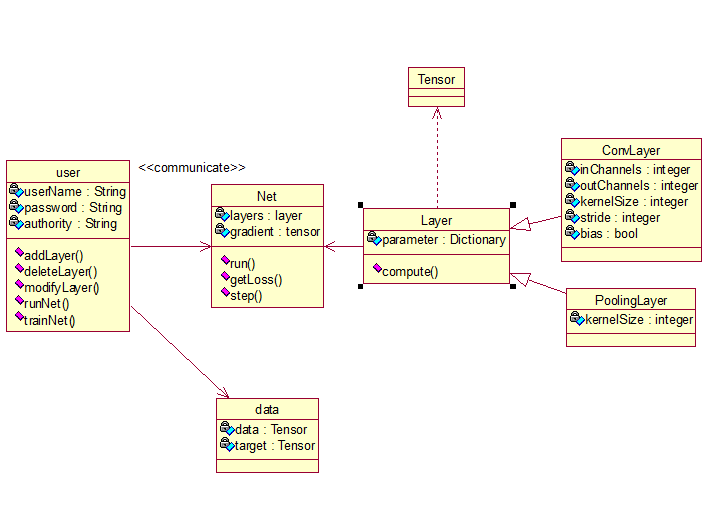 Tensor
<<communicate>>
user
userName : String
password : String
authority : String
addLayer()
deleteLayer()
modifyLayer()
runNet()
trainNet()
Net
layers : layer
gradient : tensor
run()
getLoss()
step()
Layer
parameter : Dictionary
compute()
ConvLayer
inChannels : integer
outChannels : integer
kernelSize : integer
stride : integer
bias : bool
PoolingLayer
kernelSize : integer
data
data : Tensor
target : Tensor